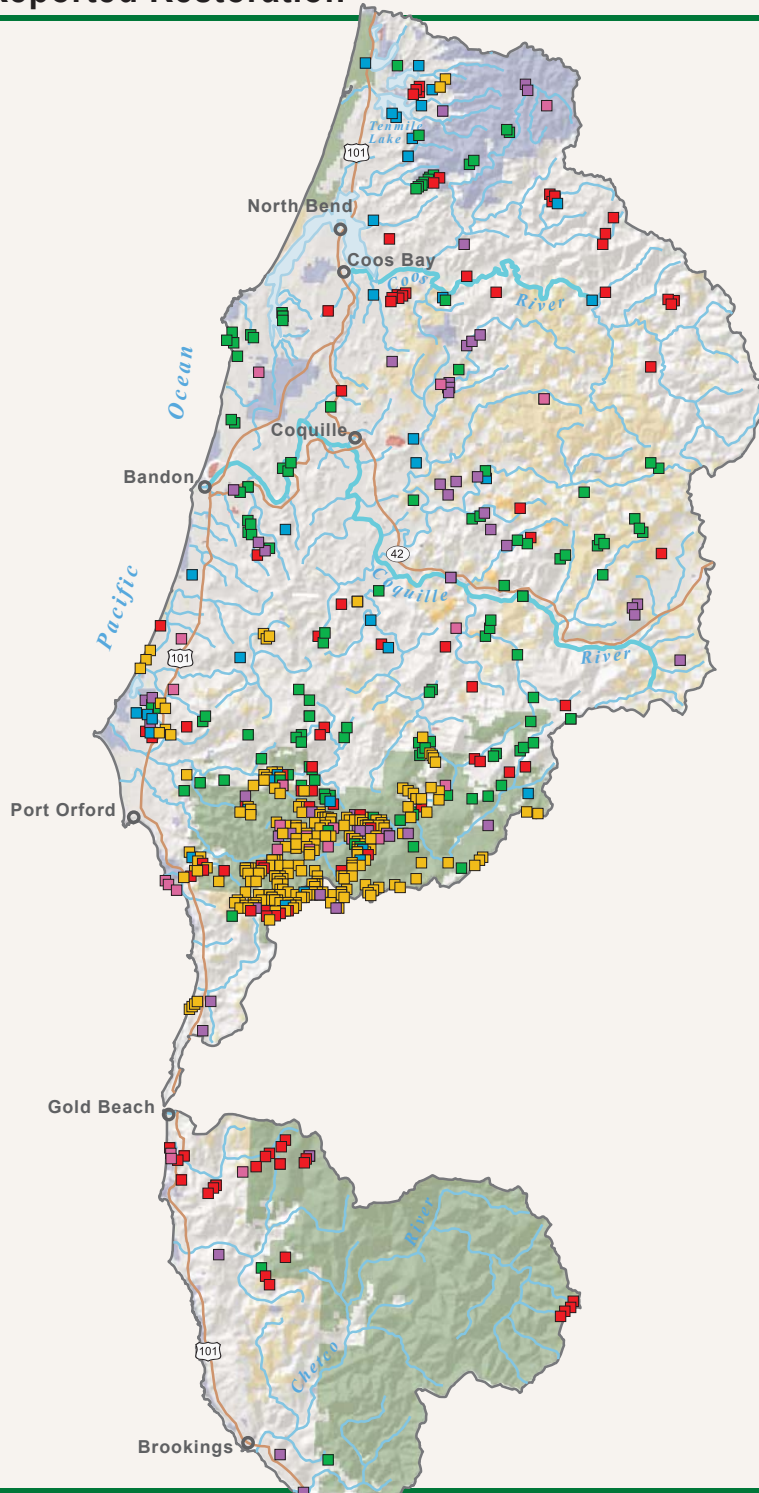 Reported Restoration
Tenmile
Lake
101
North Bend
Coos Bay
Coos
River
Ocean
Coquille
Bandon
42
Pacific
Coquille
101
River
Port Orford
Gold Beach
River
101
Chetco
Brookings